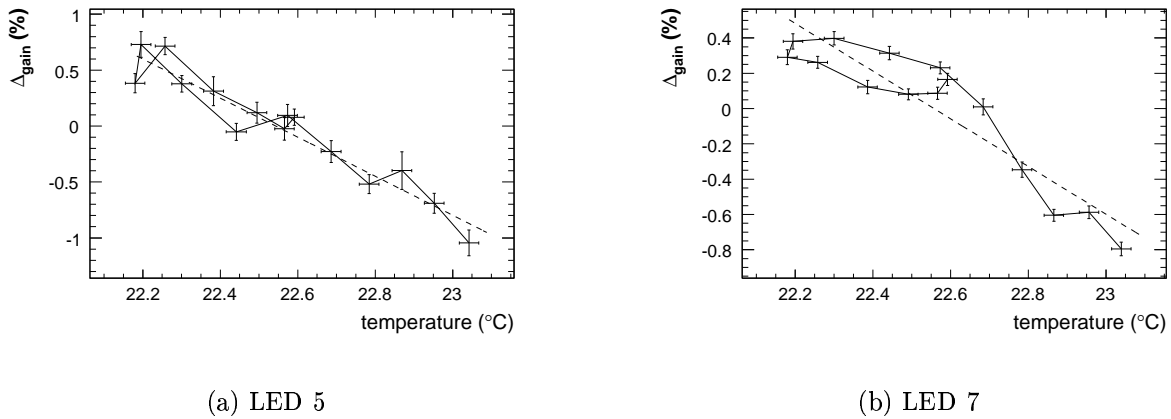 Δgain (%)
1
0.5
0
-0.5
-1
22.2 22.4 22.6 22.8 23
temperature (°C)
(a) LED 5
Δgain (%)
0.4
0.2
0
-0.2
-0.4
-0.6
-0.8
22.2 22.4 22.6 22.8 23
temperature (°C)
(b) LED 7